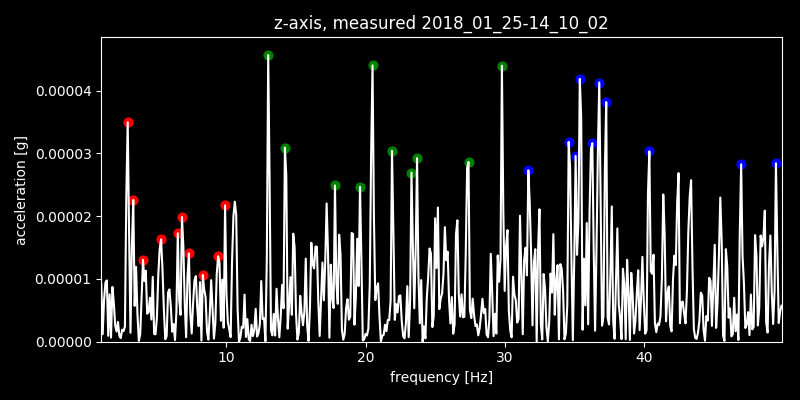 z-axis, measured 2018_01_25-14_10_02
acceleration [g]
0.00004
0.00003
0.00002
0.00001
0.00000
10 20 30 40
frequency [Hz]